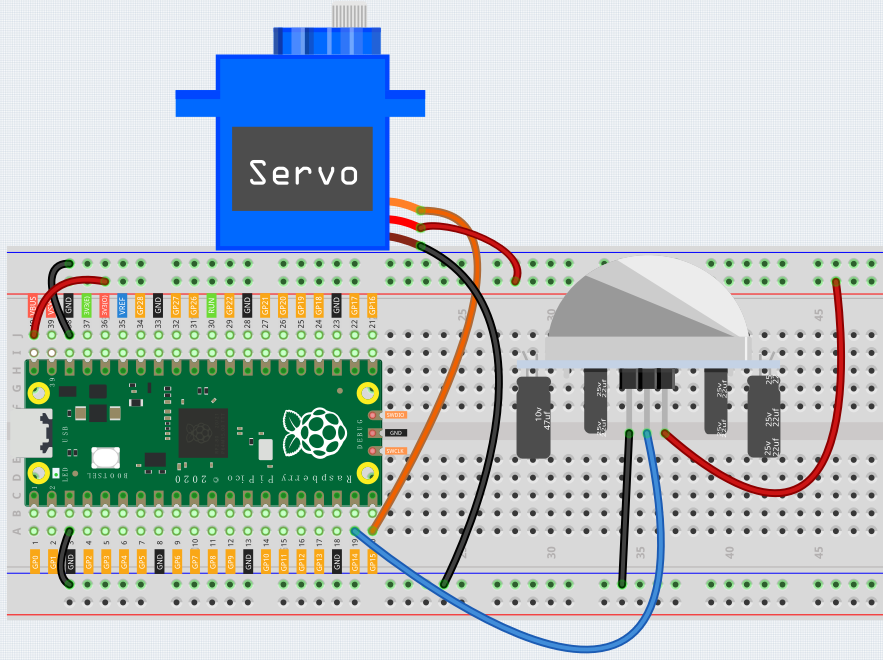 Servo
VBUS
GND
3V3(E)
3V3(O)
VREF
GP28
GND
GP27
GP26
RUN
GP22
GND
GP21
GP20
GP19
GP18
GND
GP17
GP16
38
37
36
35
34
33
32
31
30
29
28
27
26
25
24
23
22
21
25
30
45
J
I
H
G
F
USB
LED
BOOTSEL
Raspberry Pi Pico © 2020
DEBUG
SWDIO
GND
SWCLK
10v
47uf
25v
22uf
25v
22uf
25v
22uf
25v
22uf
E
D
C
B
A
1
2
3
4
5
6
7
8
9
10
11
12
13
14
15
16
17
18
19
GP0
GP1
GND
GP2
GP3
GP4
GP5
GND
GP6
GP7
GP8
GP9
GND
GP10
GP11
GP12
GP13
GND
GP14
GP15
30
35
40
45